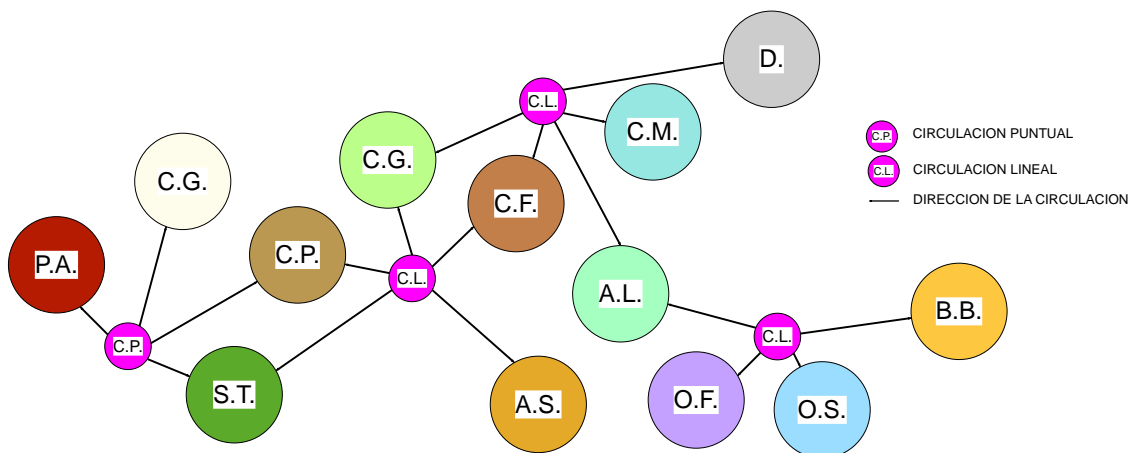 D.
C.L.
C.M.
C.P. CIRCULACION PUNTUAL
C.G.
C.G.
C.L. CIRCULACION LINEAL
C.F.
DIRECCION DE LA CIRCULACION
P.A.
C.P.
C.L.
A.L.
B.B.
C.P.
C.L.
S.T.
A.S.
O.F.
O.S.